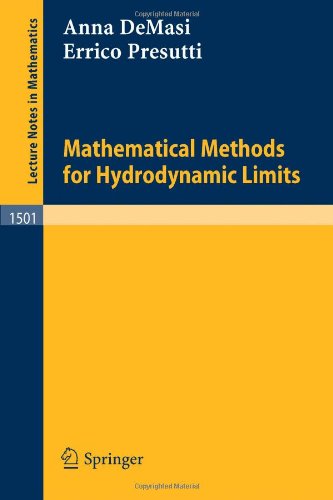 Anna DeMasi
Errico Presutti
Lecture Notes in Mathematics
Mathematical Methods
for Hydrodynamic Limits
1501
Springer